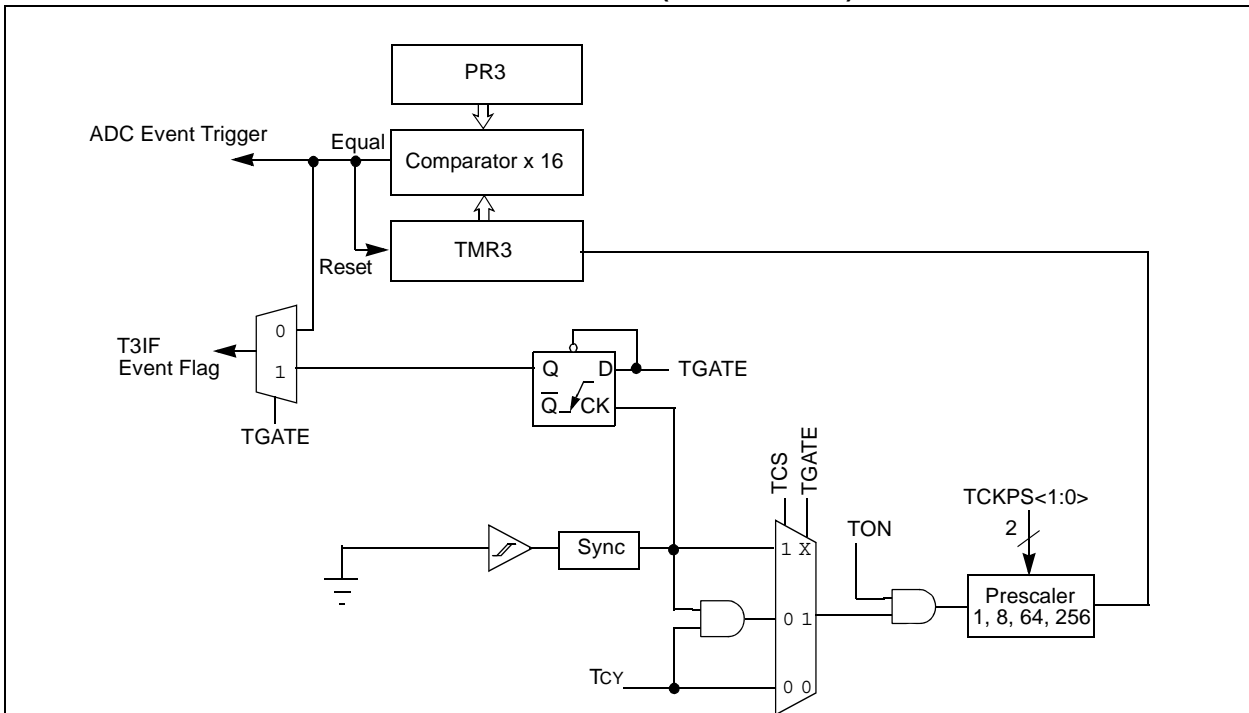 PR3
ADC Event Trigger
Equal
Comparator x 16
TMR3
Reset
0
1
T3IF
Event Flag
TGATE
Q D
Q CK
TGATE
TCS
TGATE
TCKPS<1:0>
2
TON
Sync
1 X
0 1
0 0
Prescaler
1, 8, 64, 256
TCY